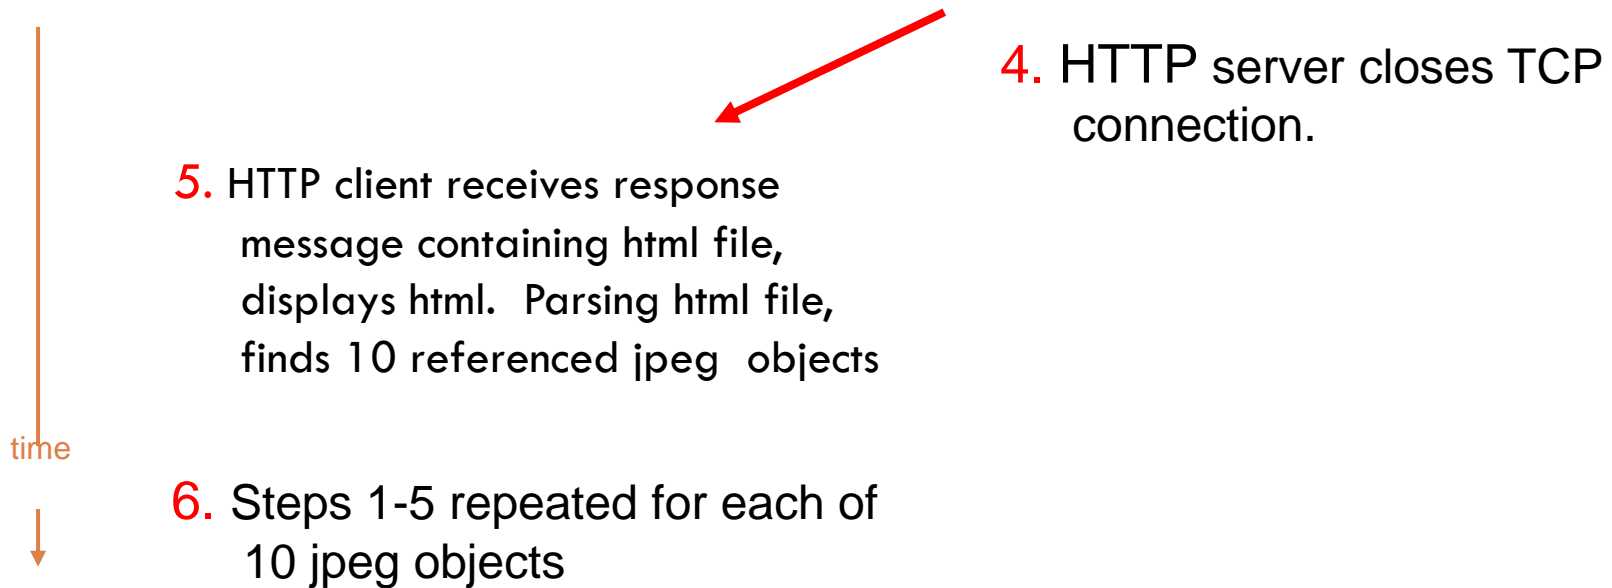 4. HTTP server closes TCP
connection.
5. HTTP client receives response
message containing html file,
displays html.  Parsing html file,
finds 10 referenced jpeg  objects
time
6. Steps 1-5 repeated for each of
10 jpeg objects